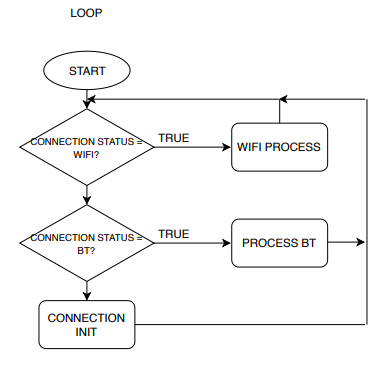 LOOP
START
CONNECTION STATUS =
WIFI?
TRUE
WIFI PROCESS
CONNECTION STATUS =
BT?
TRUE
PROCESS BT
CONNECTION
INIT